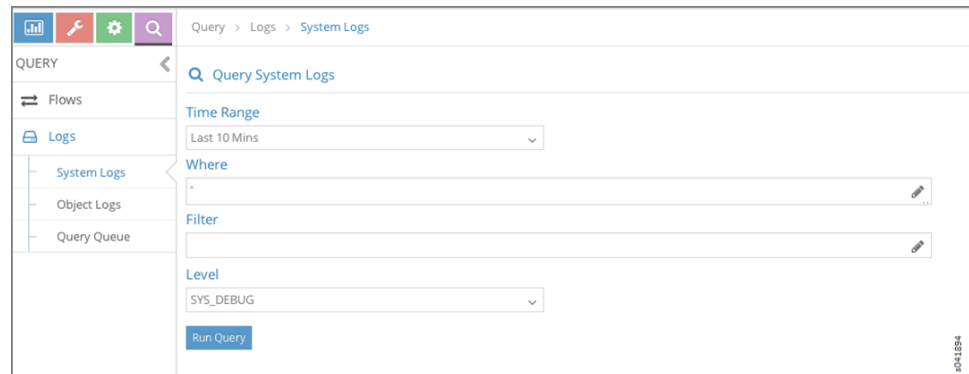 Query > Logs > System Logs
QUERY
Query System Logs
Flows
Logs
System Logs
Object Logs
Query Queue
Time Range
Last 10 Mins
Where
*
Filter
Level
SYS_DEBUG
Run Query
s041894